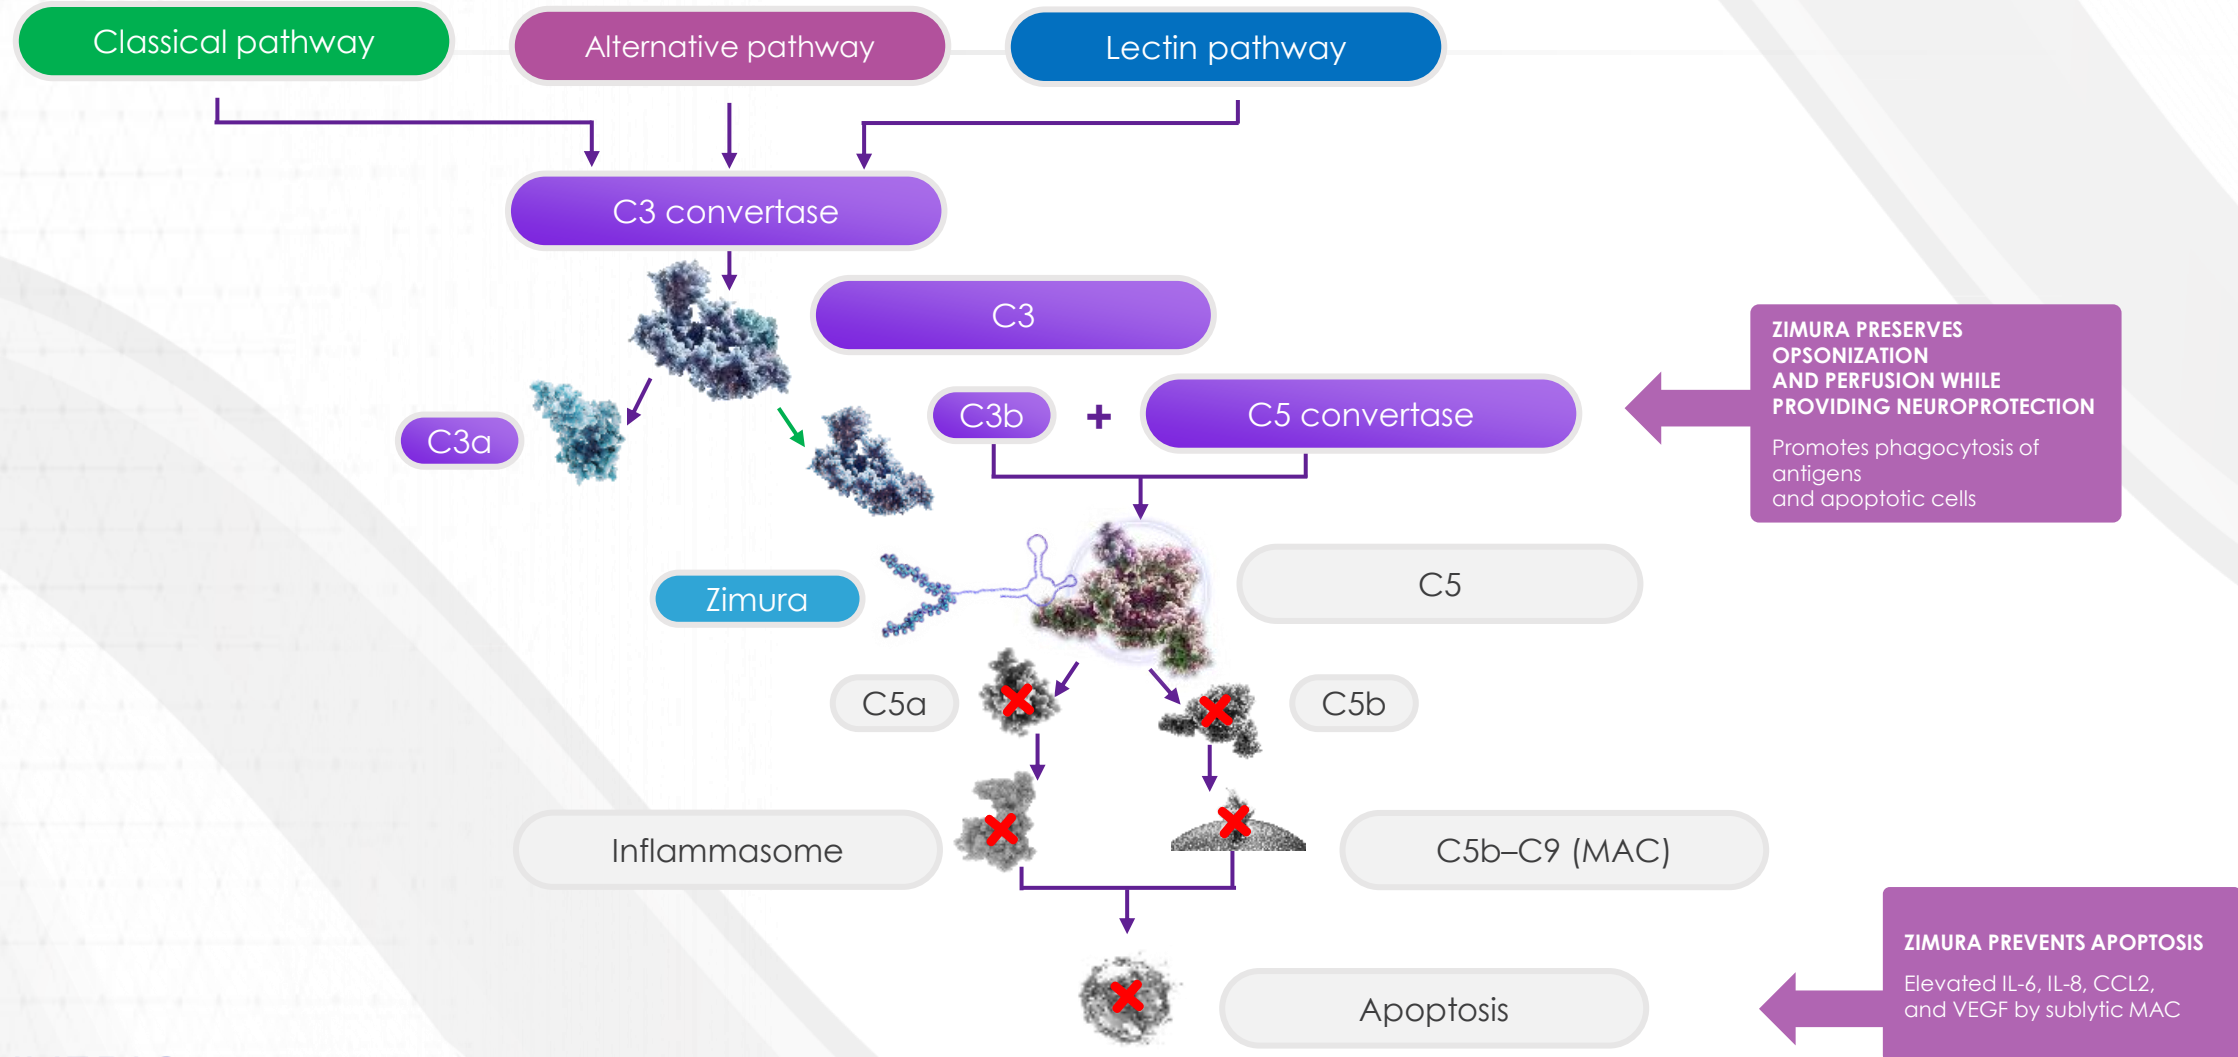 Classical pathway
Alternative pathway
Lectin pathway
C3 convertase
C3
ZIMURA PRESERVES
OPSONIZATION
AND PERFUSION WHILE
PROVIDING NEUROPROTECTION
Promotes phagocytosis of
antigens
and apoptotic cells
C3a
C3b
+
C5 convertase
Zimura
C5
C5a
C5b
Inflammasome
C5b–C9 (MAC)
ZIMURA PREVENTS APOPTOSIS
Elevated IL-6, IL-8, CCL2,
and VEGF by sublytic MAC
Apoptosis